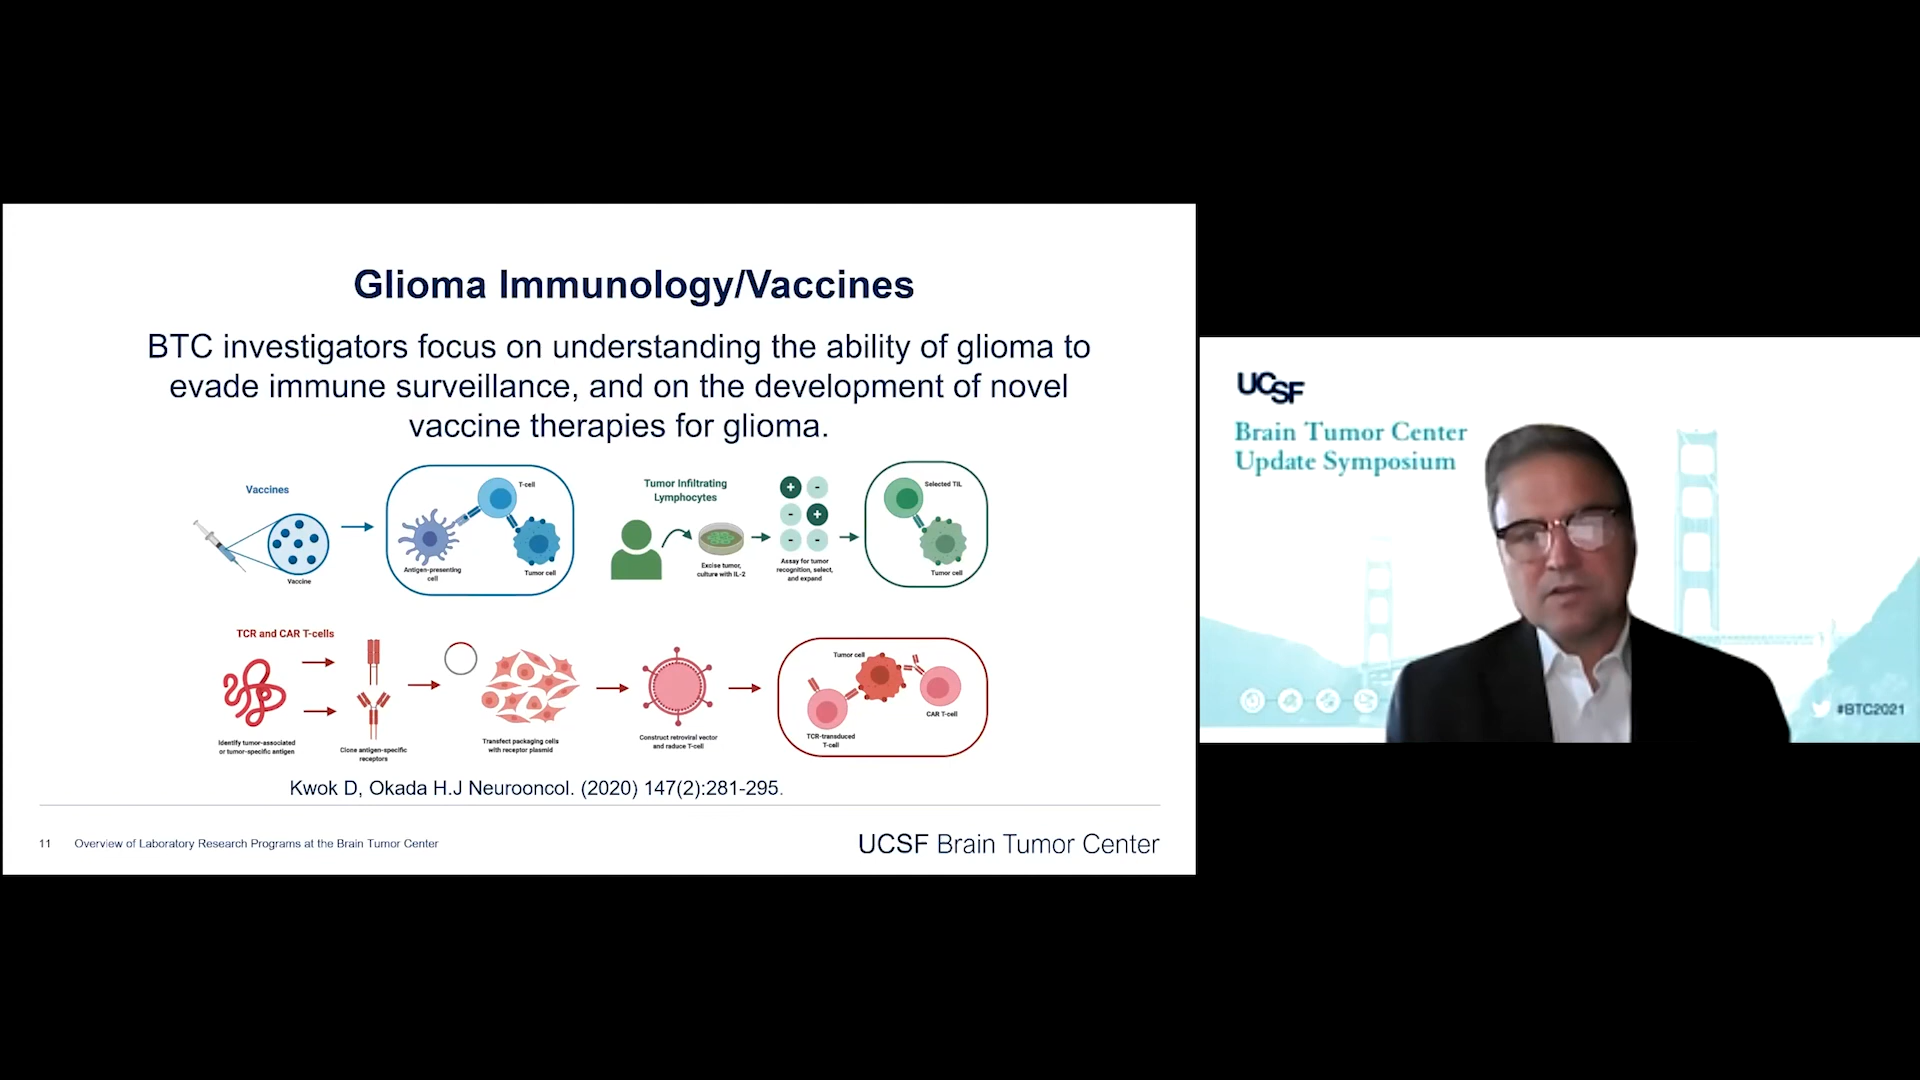 Glioma Immunology/Vaccines
BTC investigators focus on understanding the ability of glioma to
evade immune surveillance, and on the development of novel
vaccine therapies for glioma.
Vaccines
Vaccine
T-cell
Antigen-presenting
cell
Tumor cell
Tumor Infiltrating
Lymphocytes
Excise tumor,
culture with IL-2
+ -
- +
- -
Assay for tumor
recognition, select,
and expand
Selected TIL
Tumor cell
TCR and CAR T-cells
Identify tumor-associated
or tumor-specific antigen
Clone antigen-specific
receptors
Transfect packaging cells
with receptor plasmid
Construct retroviral vector
and raduce T-cell
Tumor cell
CAR T-cell
TCR-transduced
T-cell
Kwok D, Okada H.J Neurooncol. (2020) 147(2):281-295.
11 Overview of Laboratory Research Programs at the Brain Tumor Center
UCSF Brain Tumor Center
UCSF
Brain Tumor Center
Update Symposium
#BTC2021